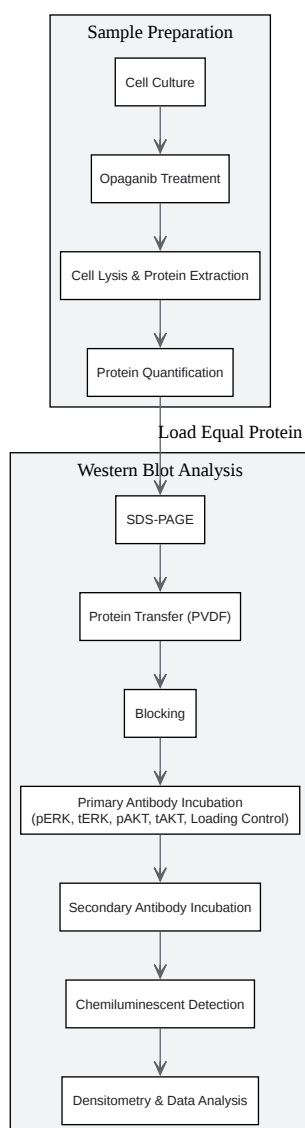 Sample Preparation
Cell Culture
Opaganib Treatment
Cell Lysis & Protein Extraction
Protein Quantification
Load Equal Protein
Western Blot Analysis
SDS-PAGE
Protein Transfer (PVDF)
Blocking
Primary Antibody Incubation
(pERK, tERK, pAKT, tAKT, Loading Control)
Secondary Antibody Incubation
Chemiluminescent Detection
Densitometry & Data Analysis